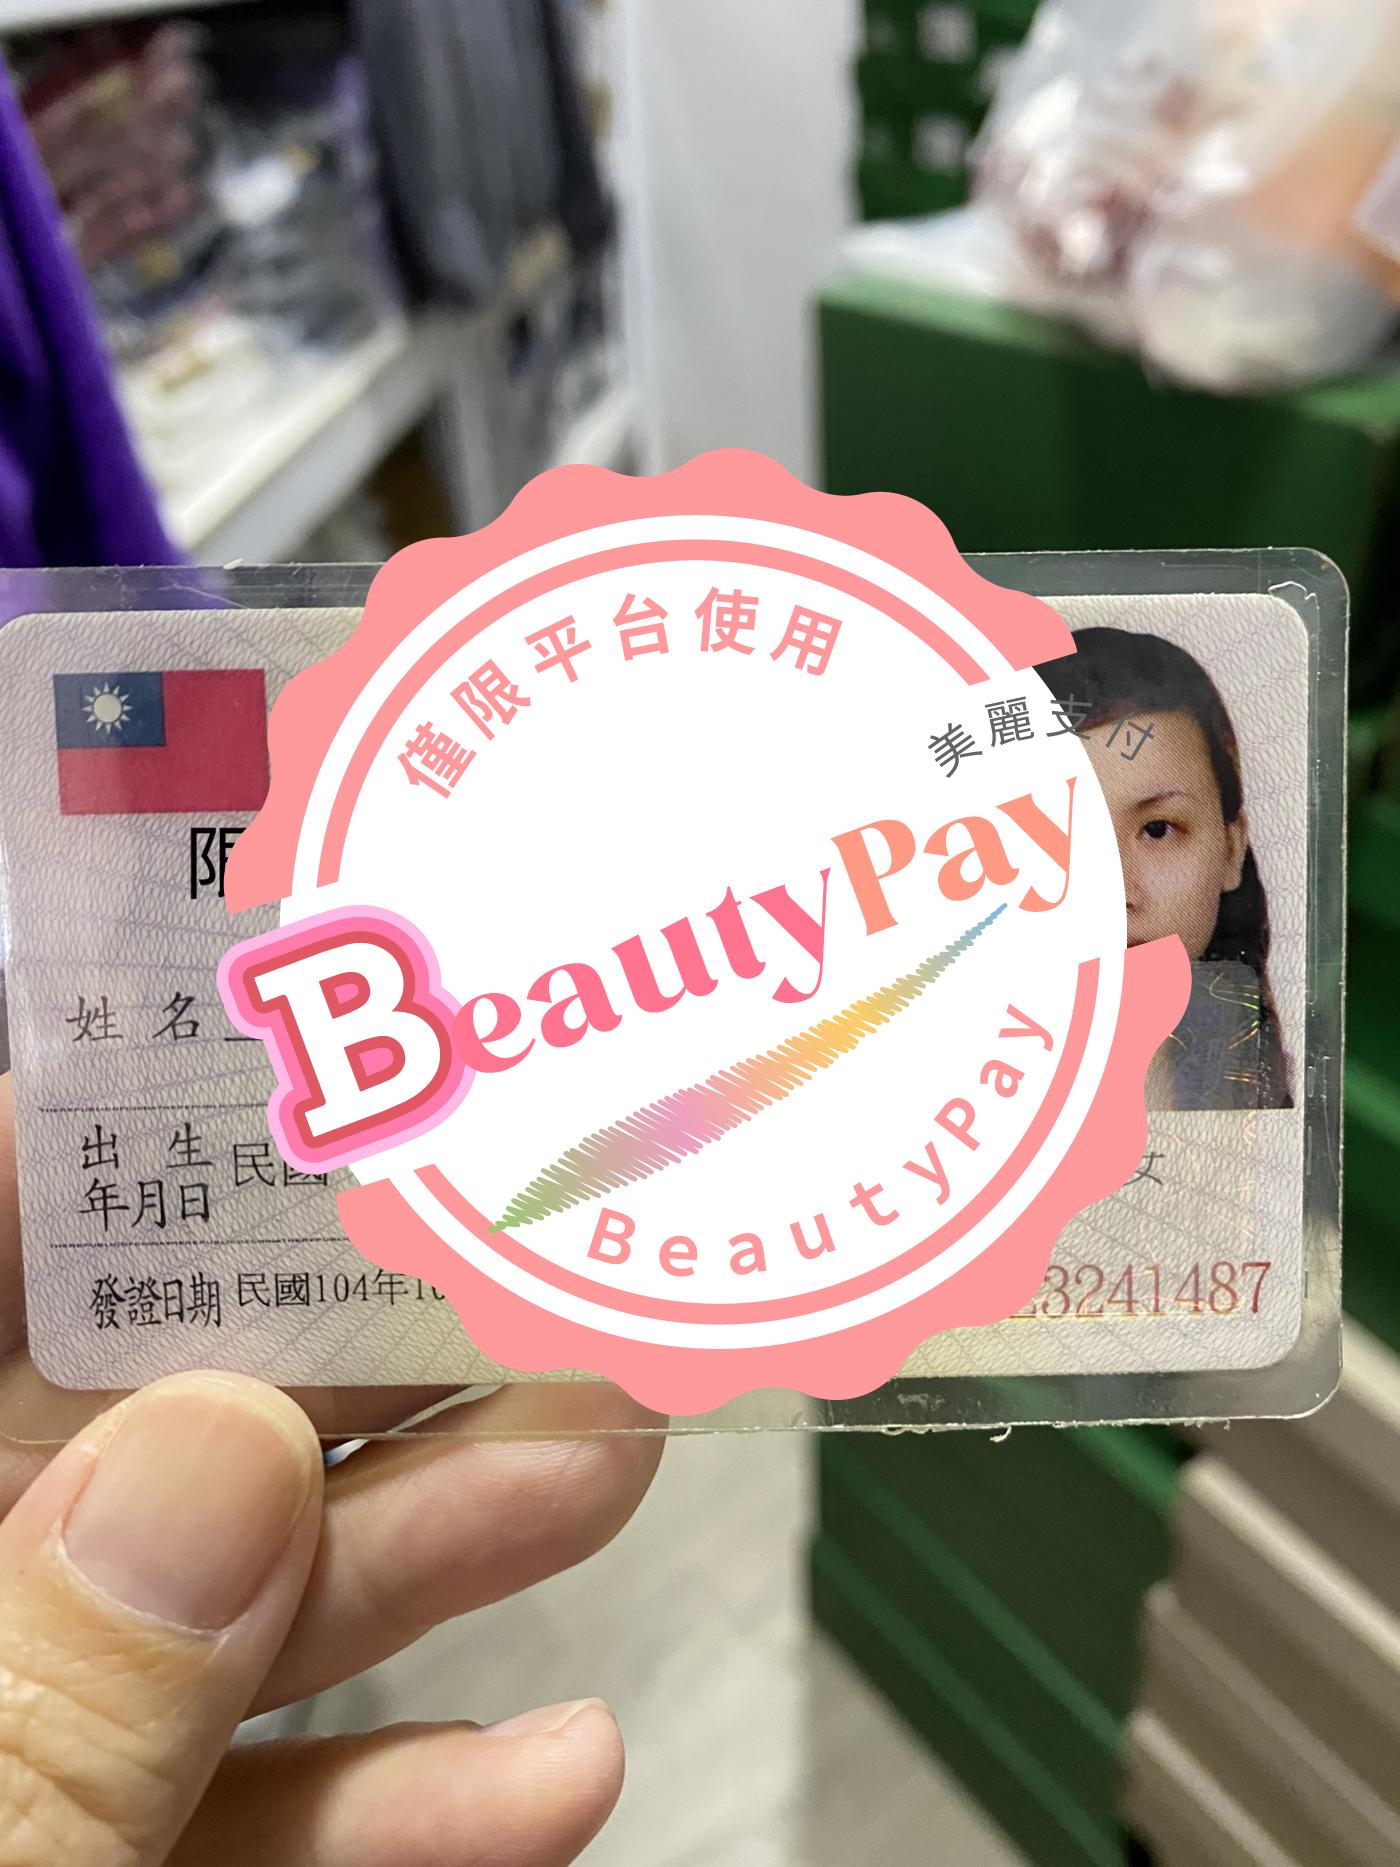 僅限平台使用
美麗支付
BeautyPay
姓 名
出 生
年月日 民國
發證日期 民國104年
3241487
BeautyPay